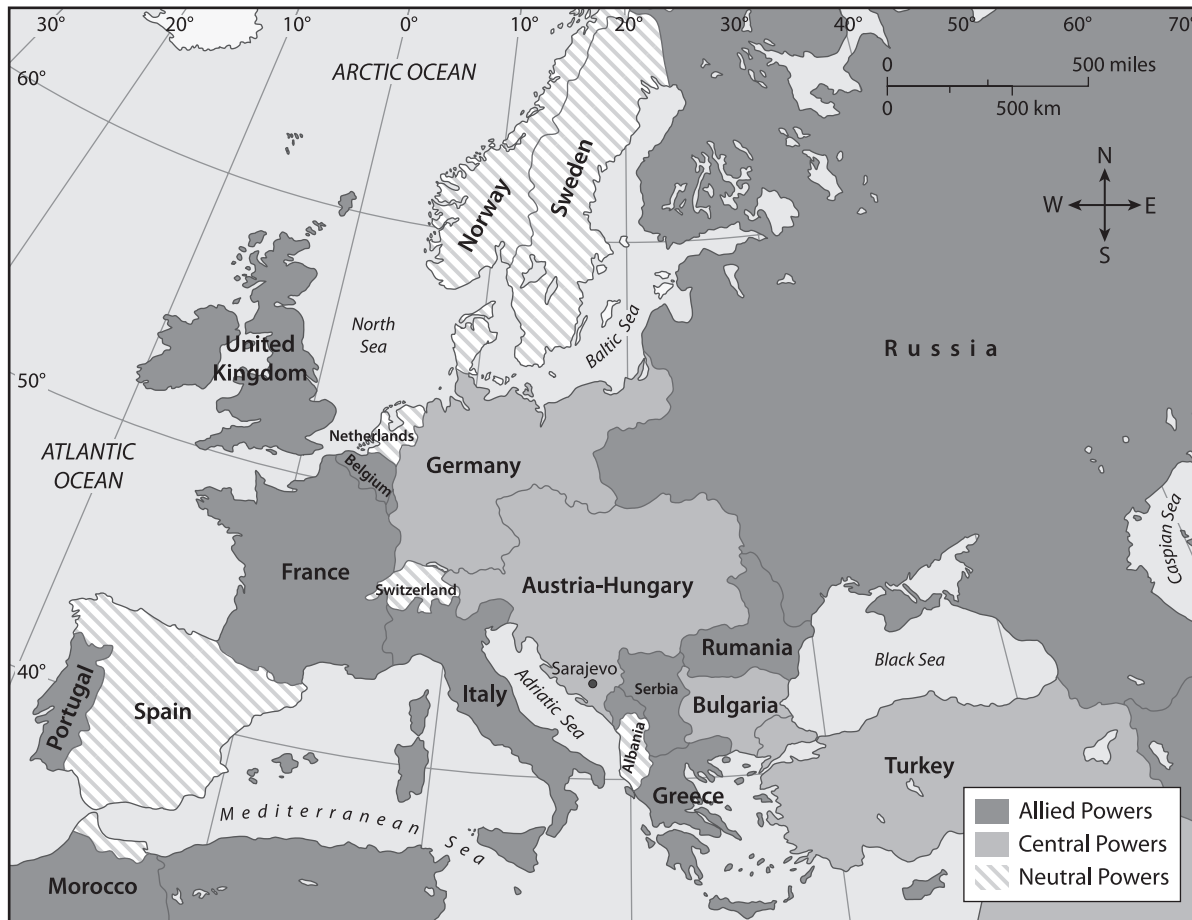 30° 20° 10° 0° 10° 20° 30° 40° 50° 60° 70°
60°
50°
40°
ARCTIC OCEAN
0 500 miles
0 500 km
N
W E
S
Norway
Sweden
North
Sea
Baltic Sea
United
Kingdom
Russia
ATLANTIC
OCEAN
Netherlands
Belgium
Germany
Caspian Sea
France
Switzerland
Austria-Hungary
Rumania
Black Sea
Sarajevo
Serbia
Adriatic Sea
Italy
Bulgaria
Portugal
Spain
Albania
Turkey
Greece
Mediterranean Sea
Morocco
Allied Powers
Central Powers
Neutral Powers